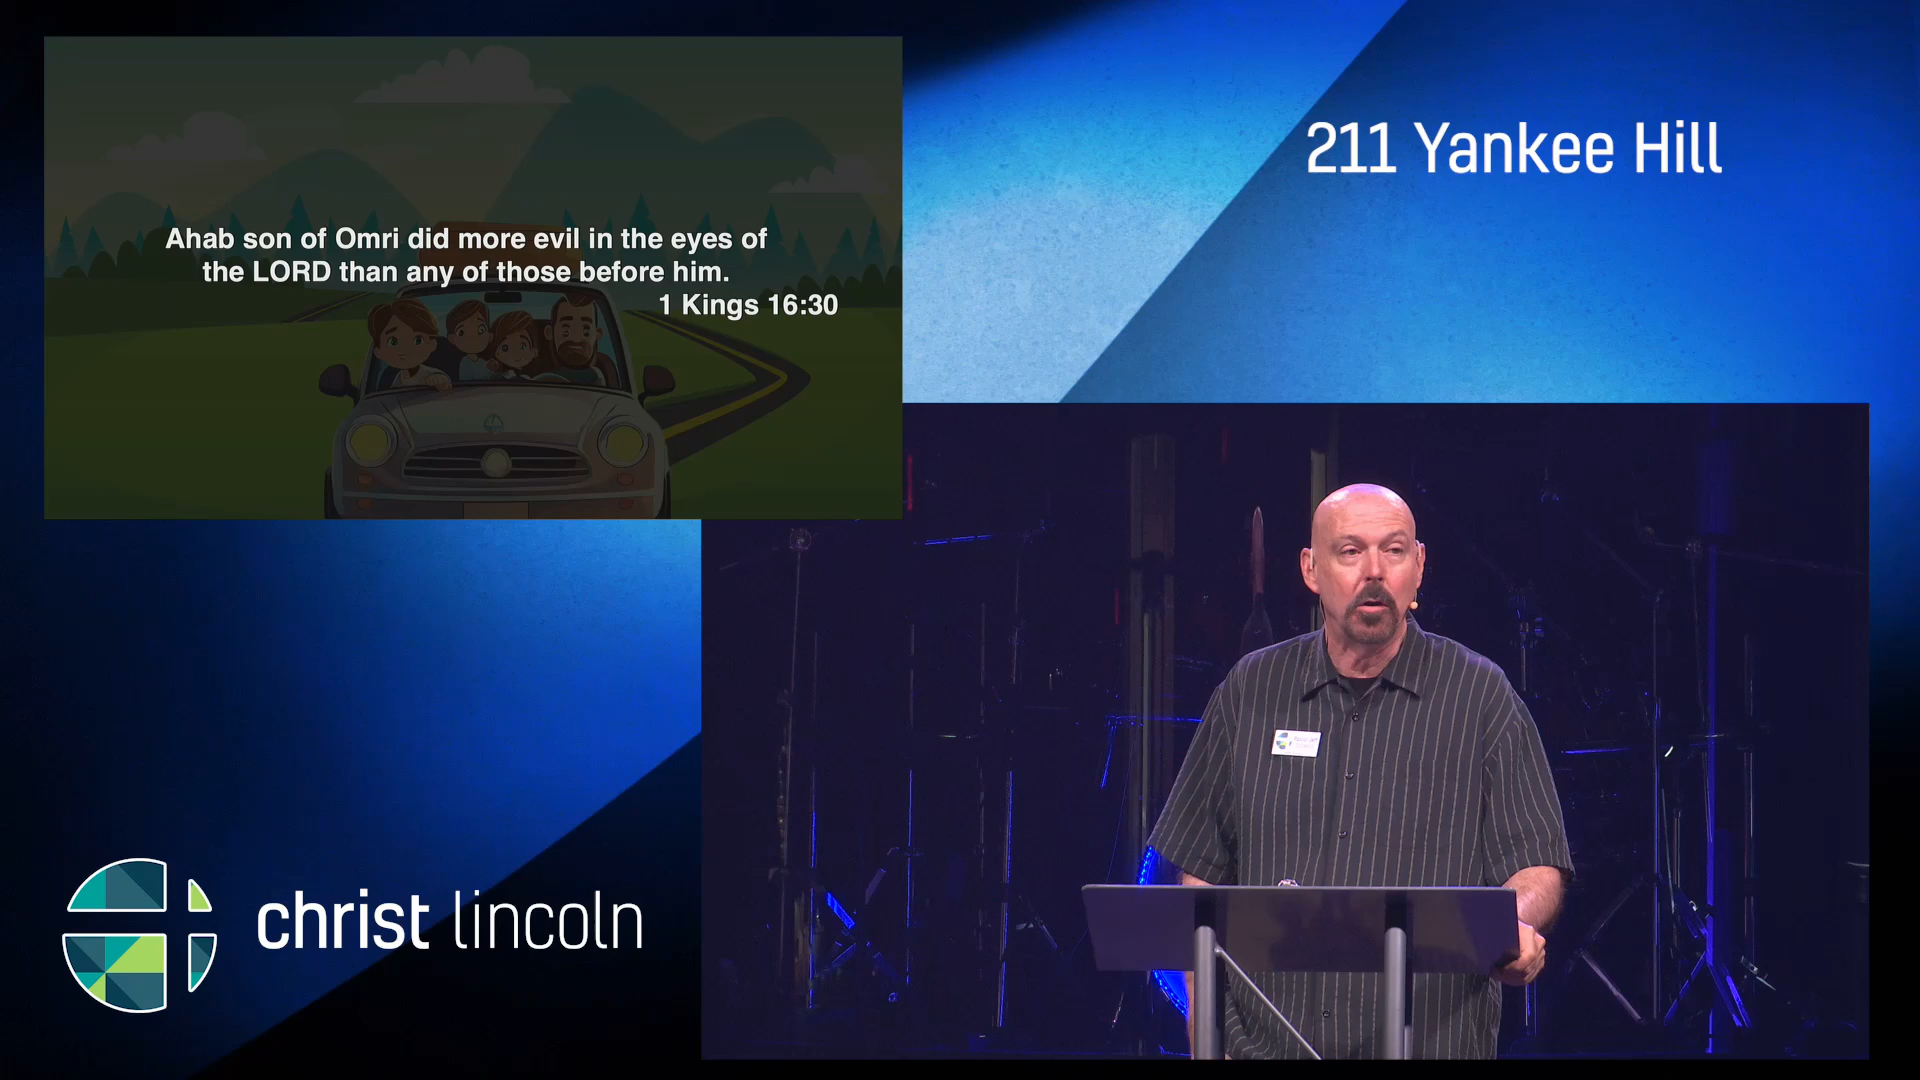 Ahab son of Omri did more evil in the eyes of
the LORD than any of those before him.
1 Kings 16:30
211 Yankee Hill
christ lincoln